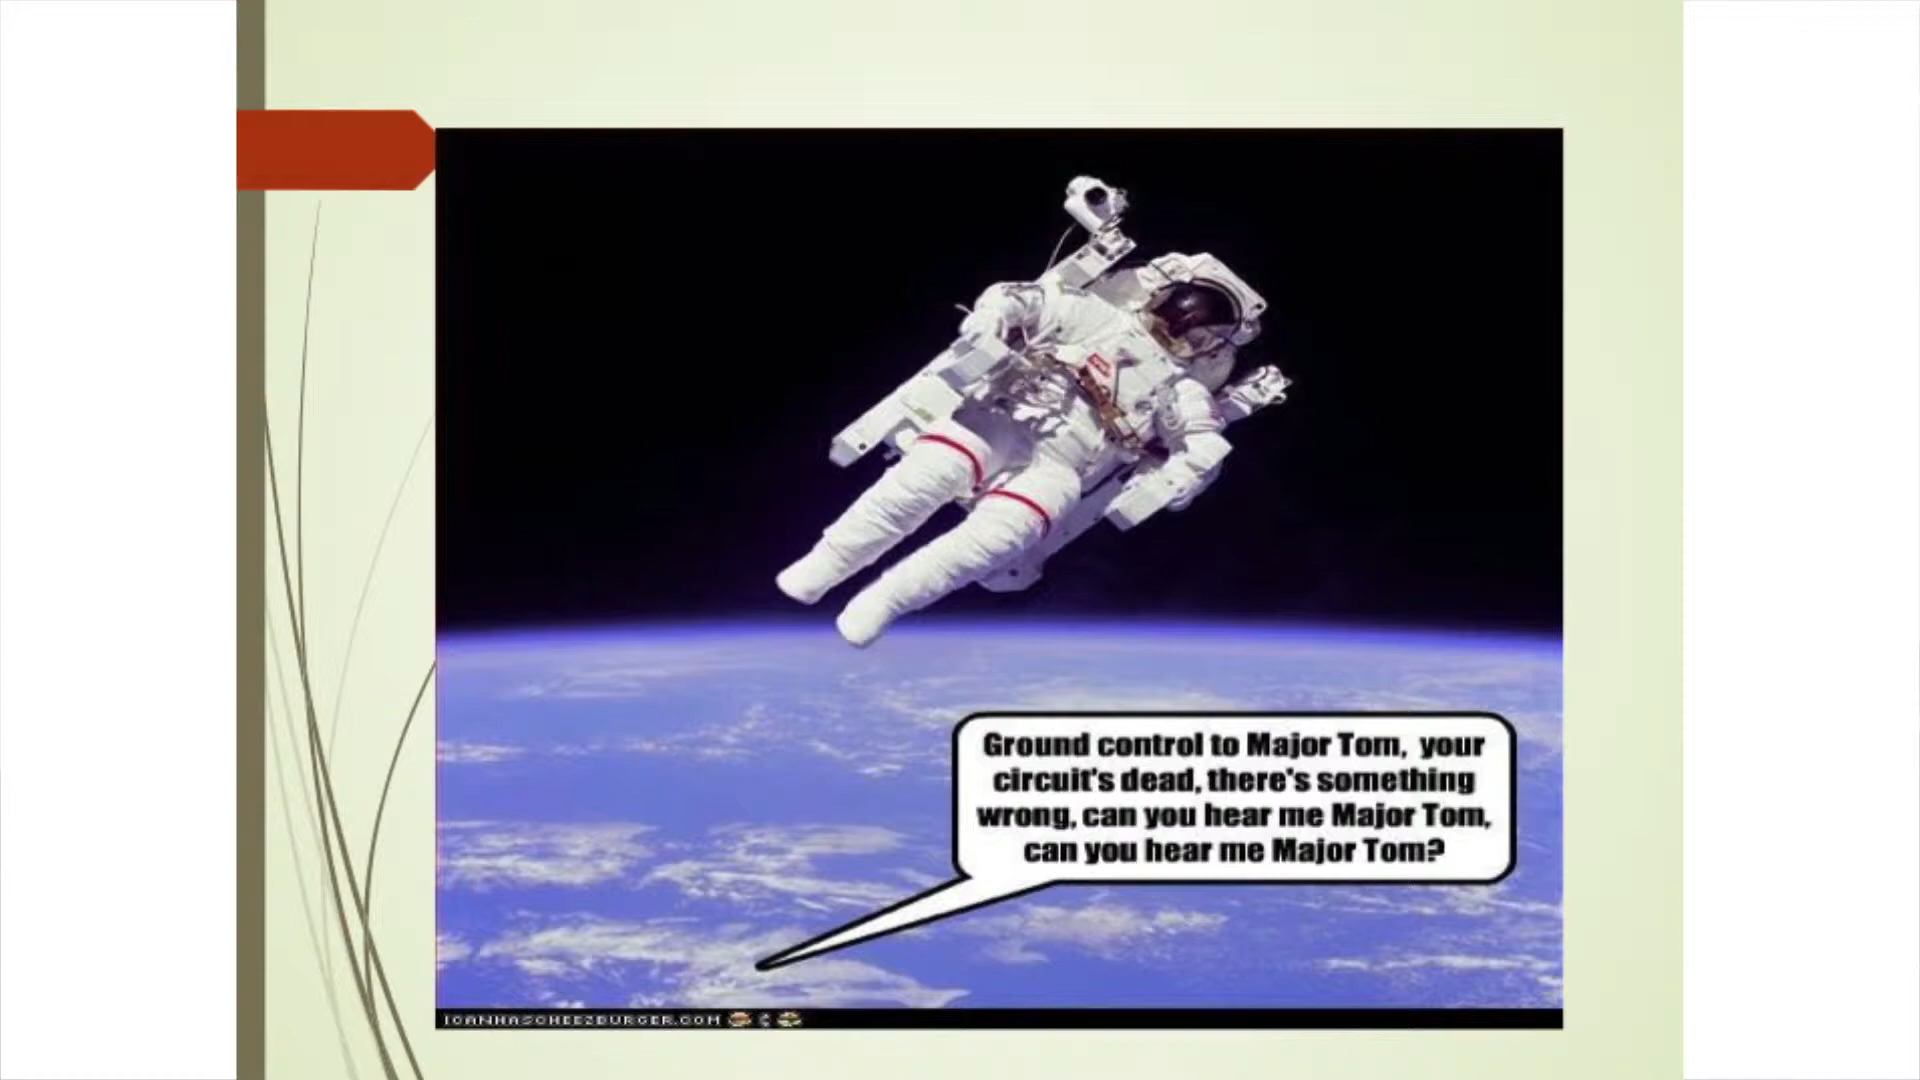 Ground control to Major Tom, your
circuit's dead, there's something
wrong, can you hear me Major Tom,
can you hear me Major Tom?
ICANHASCHEEZBURGER.COM